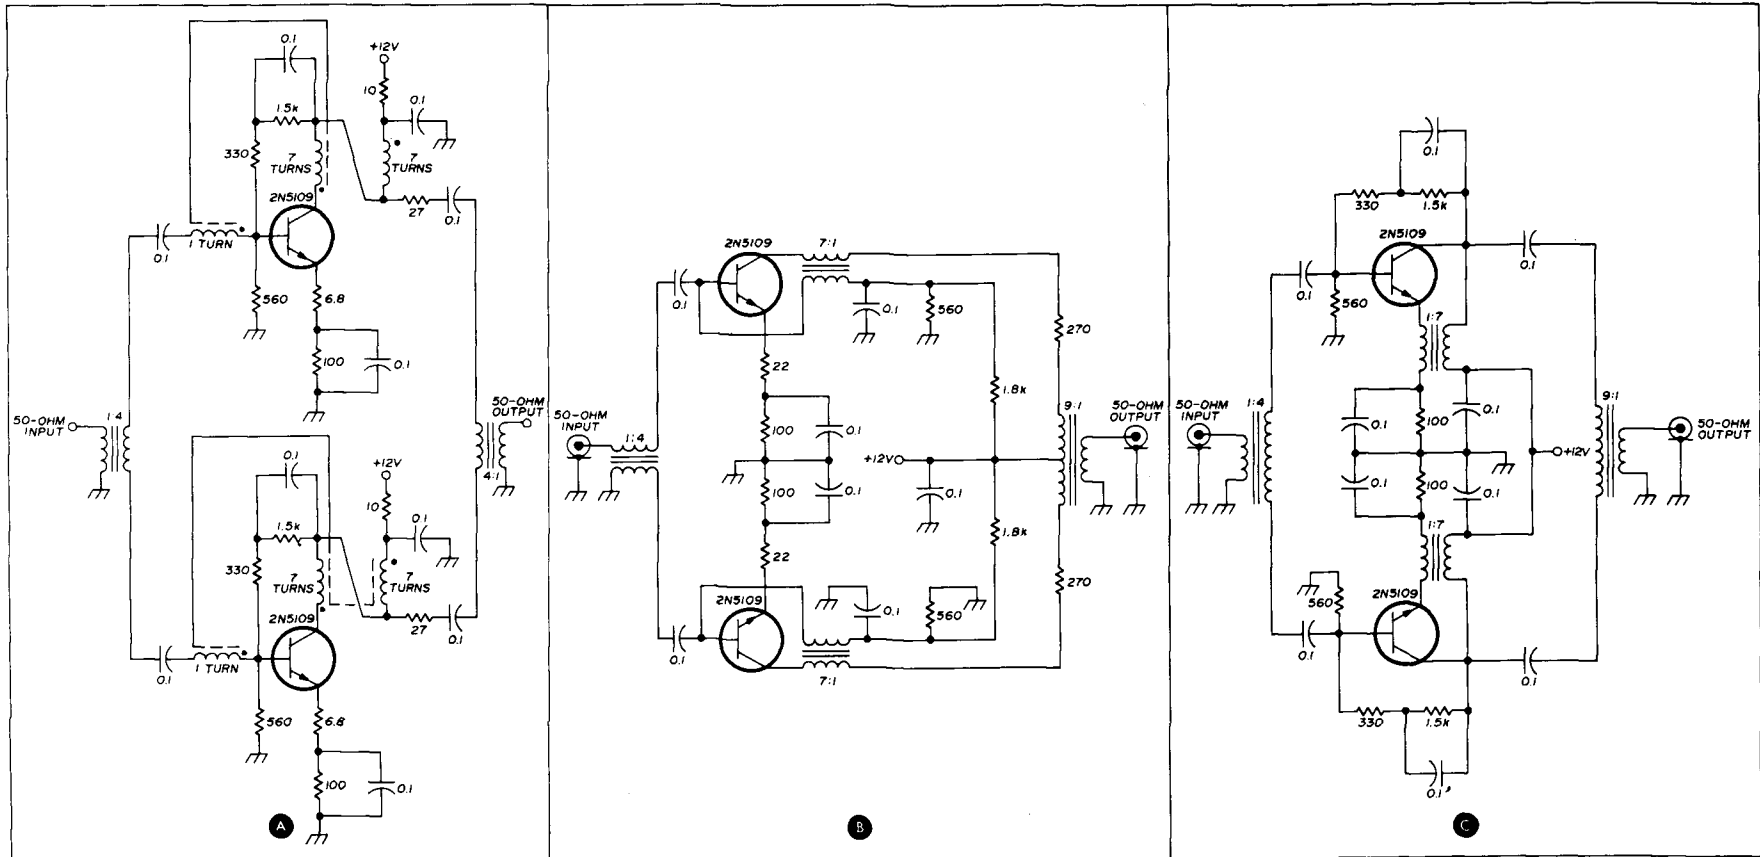 0.1
+12V
10
0.1
1.5k
330
7
TURNS
7
TURNS
2N5109
27
0.1
0.1
1 TURN
560
6.8
100
0.1
1:4
50-OHM
INPUT
50-OHM
OUTPUT
4:1
0.1
+12V
10
0.1
1.5k
330
7
TURNS
7
TURNS
2N5109
27
0.1
0.1
1 TURN
560
6.8
100
0.1
A
2N5109
7:1
0.1
0.1
560
270
22
1.8k
50-OHM
INPUT
1:4
100
0.1
9:1
50-OHM
OUTPUT
+12V
100
0.1
0.1
1.8k
22
270
0.1
560
2N5109
0.1
7:1
B
0.1
330
1.5k
2N5109
0.1
560
0.1
1:7
50-OHM
INPUT
1:4
0.1
100
0.1
9:1
50-OHM
OUTPUT
+12V
0.1
100
0.1
1:7
560
2N5109
0.1
0.1
330
1.5k
0.1
C